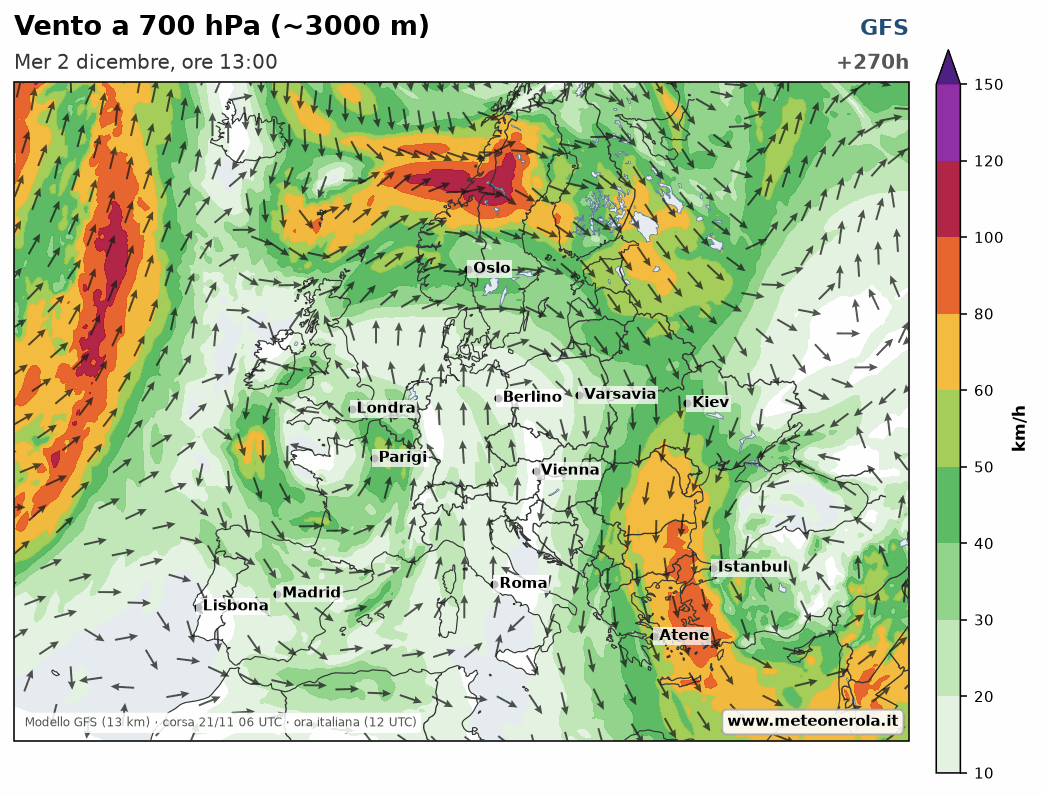 Vento a 700 hPa (~3000 m)
GFS
Mer 2 dicembre, ore 13:00
+270h
150
120
100
80
60
50
40
30
20
10
km/h
Oslo
Londra
Berlino
Varsavia
Kiev
Parigi
Vienna
Istanbul
Roma
Madrid
Lisbona
Atene
Modello GFS (13 km) · corsa 21/11 06 UTC · ora italiana (12 UTC)
www.meteonerola.it